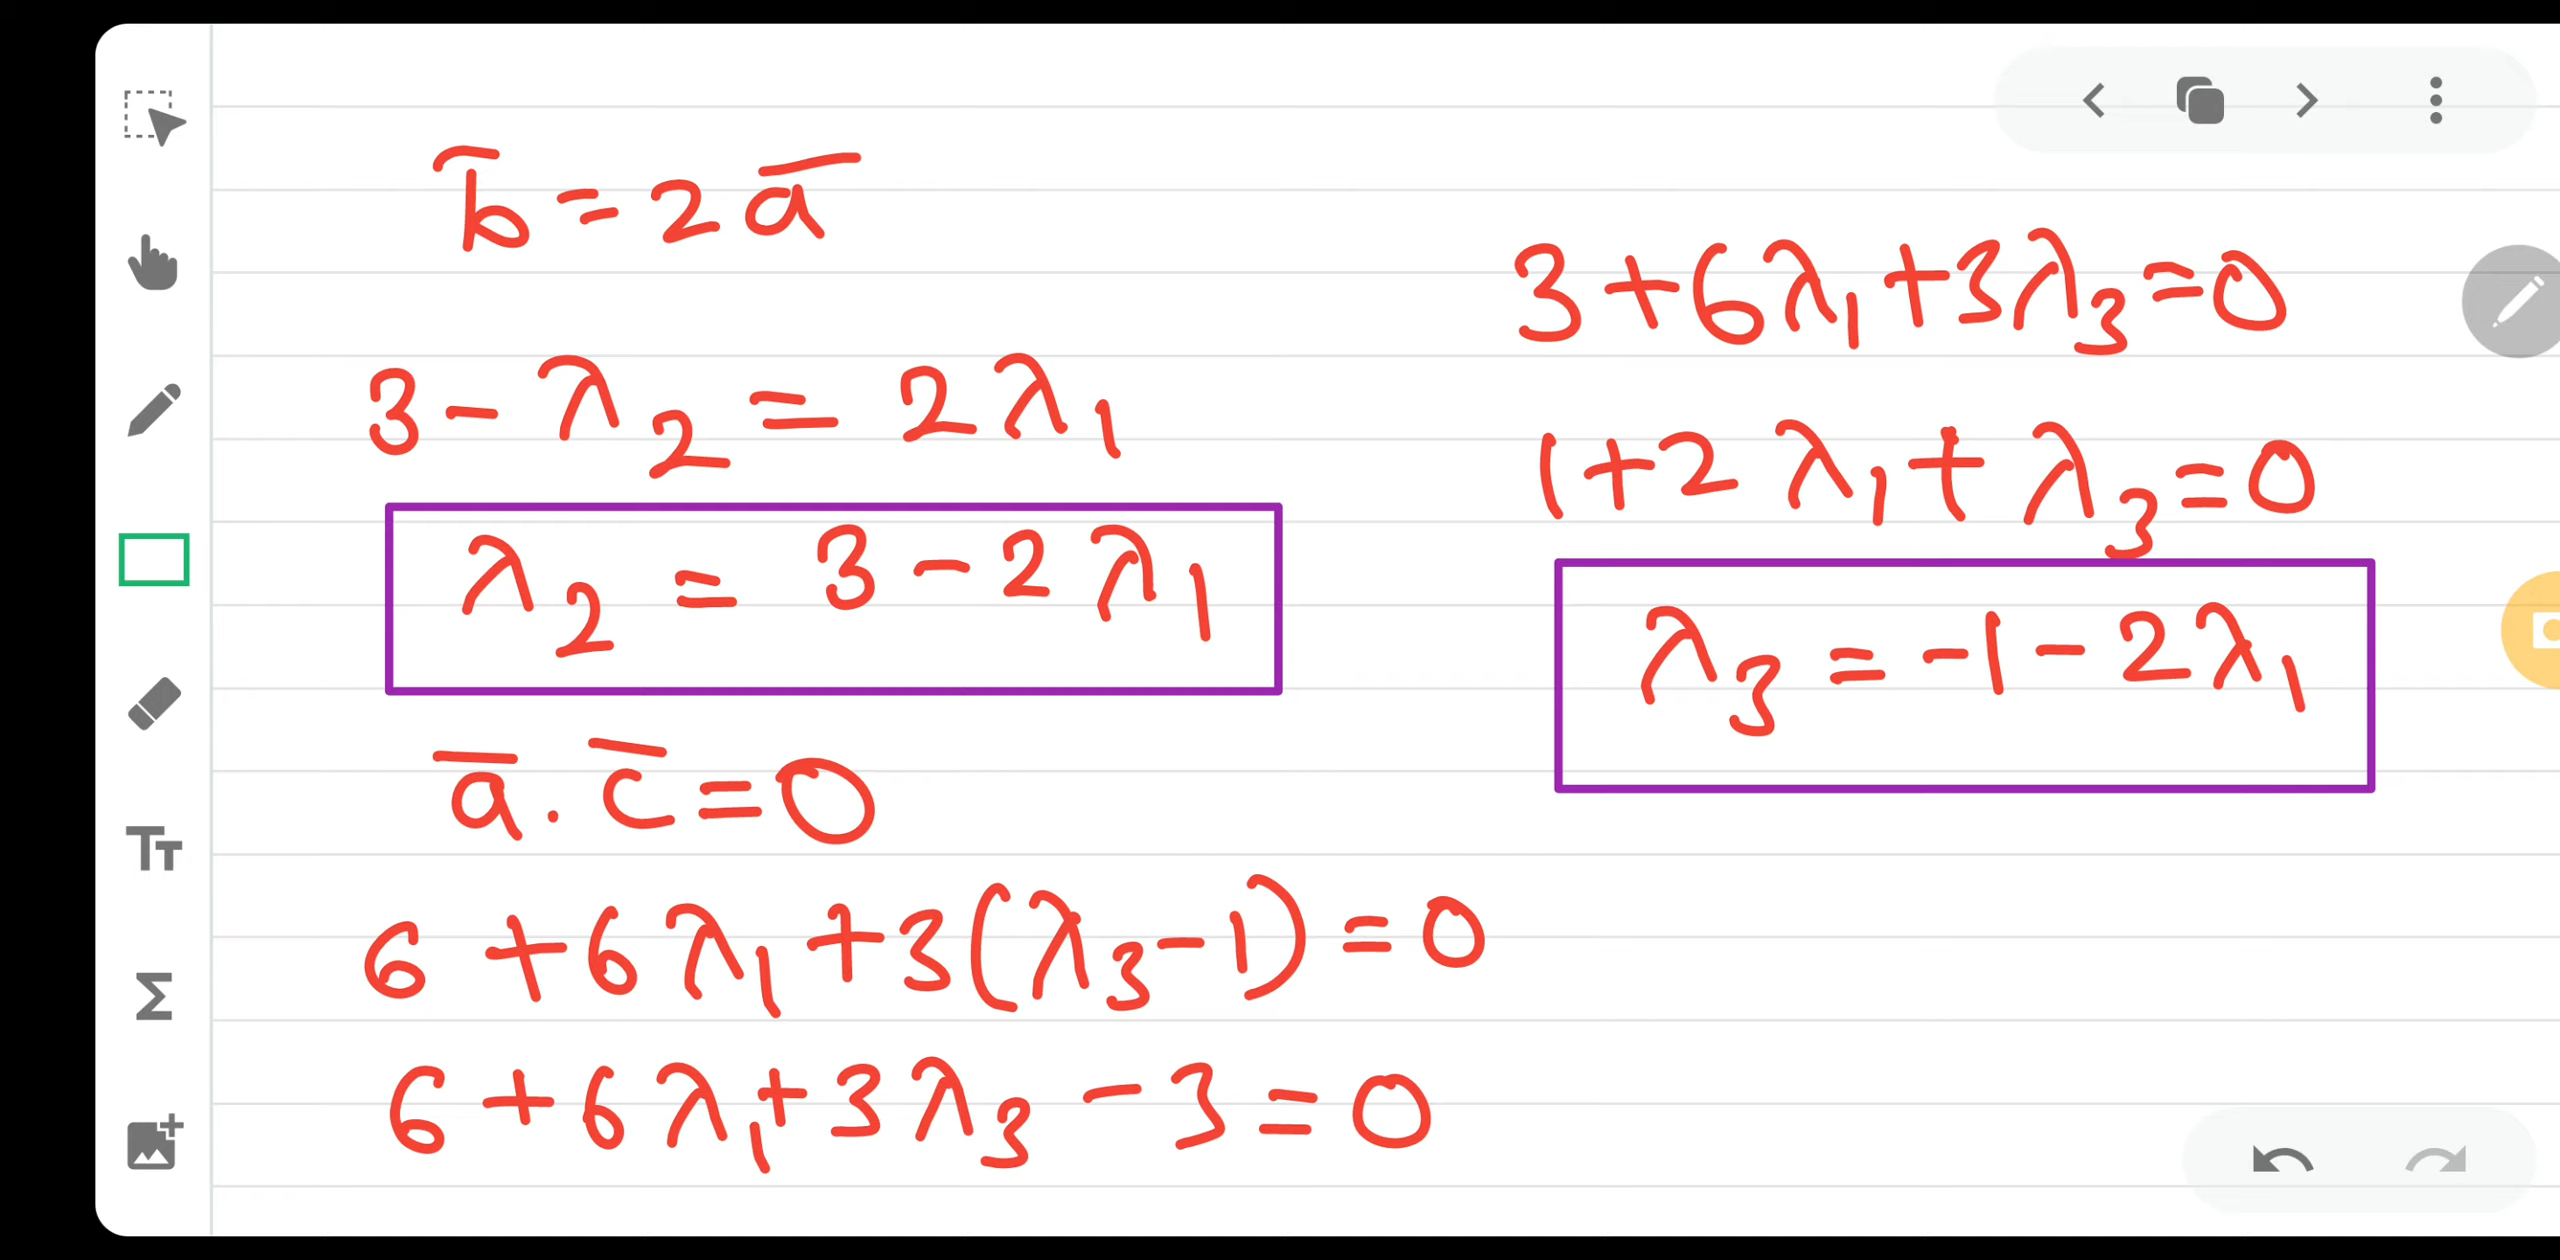 b̅ = 2a̅
3 - λ₂ = 2λ₁
λ₂ = 3 - 2λ₁
a̅ . c̅ = 0
6 + 6λ₁ + 3(λ₃ - 1) = 0
6 + 6λ₁ + 3λ₃ - 3 = 0
3 + 6λ₁ + 3λ₃ = 0
1 + 2λ₁ + λ₃ = 0
λ₃ = -1 - 2λ₁